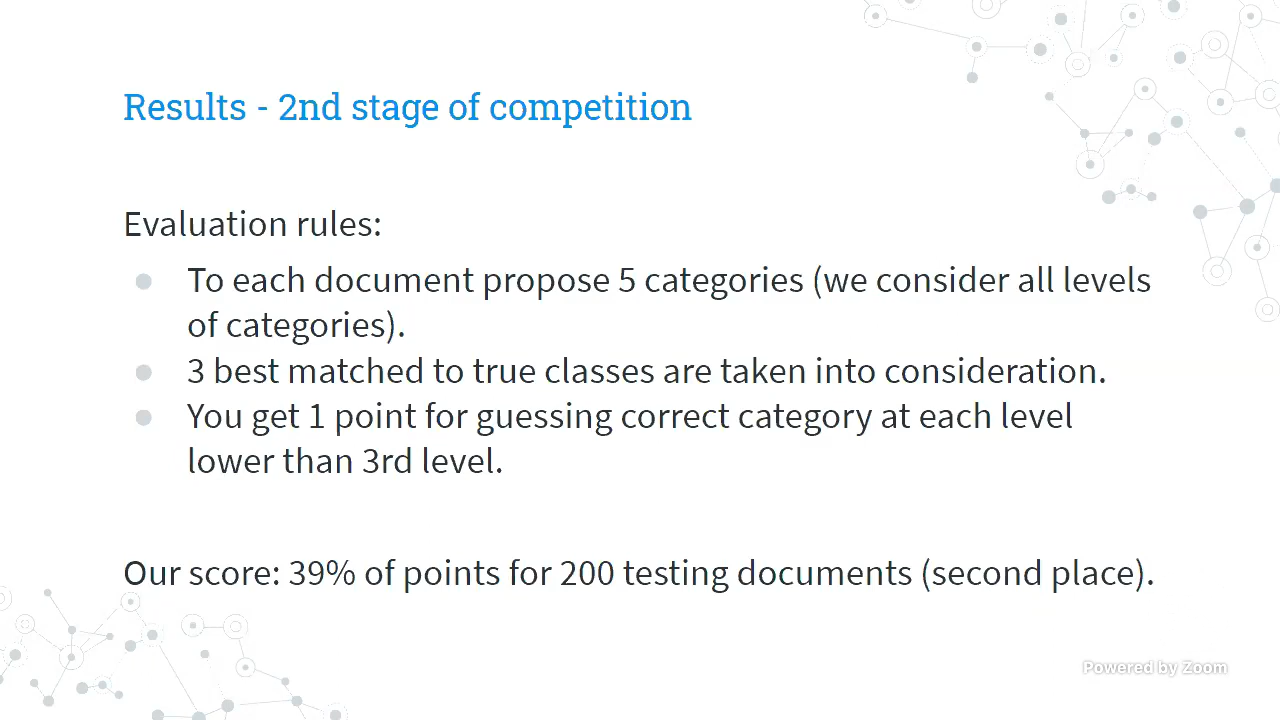 Results - 2nd stage of competition
Evaluation rules:
To each document propose 5 categories (we consider all levels
of categories).
3 best matched to true classes are taken into consideration.
You get 1 point for guessing correct category at each level
lower than 3rd level.
Our score: 39% of points for 200 testing documents (second place).
Powered by Zoom